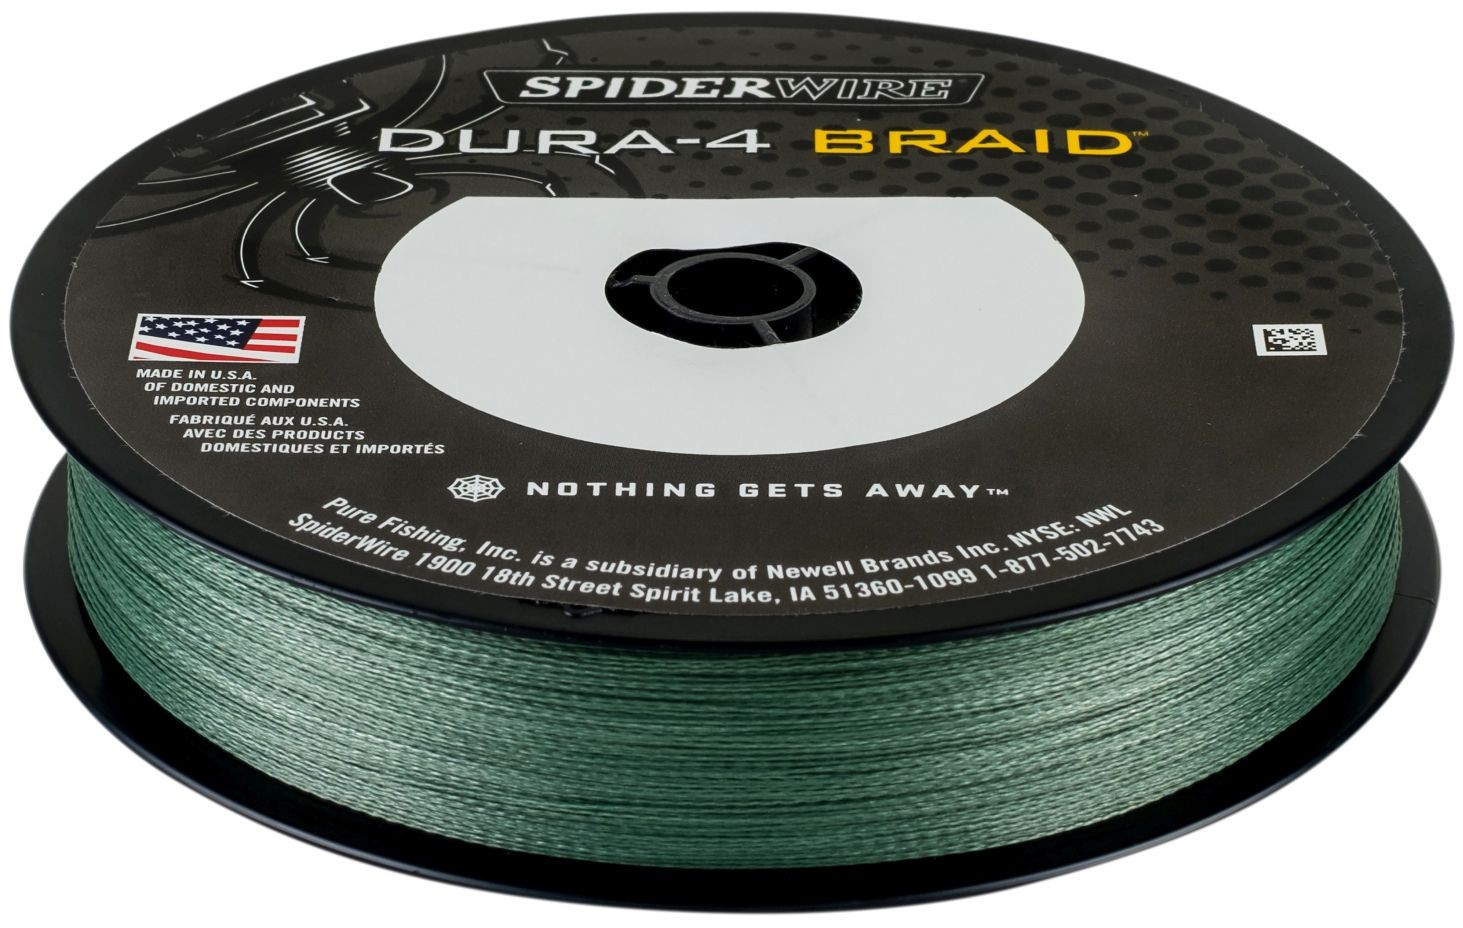 SPIDERWIRE
DURA-4 BRAID™
MADE IN U.S.A.
OF DOMESTIC AND
IMPORTED COMPONENTS
FABRIQUÉ AUX U.S.A.
AVEC DES PRODUCTS
DOMESTIQUES ET IMPORTÉS
NOTHING GETS AWAY™
Pure Fishing, Inc. is a subsidiary of Newell Brands Inc. NYSE: NWL
SpiderWire 1900 18th Street Spirit Lake, IA 51360-1099 1-877-502-7743